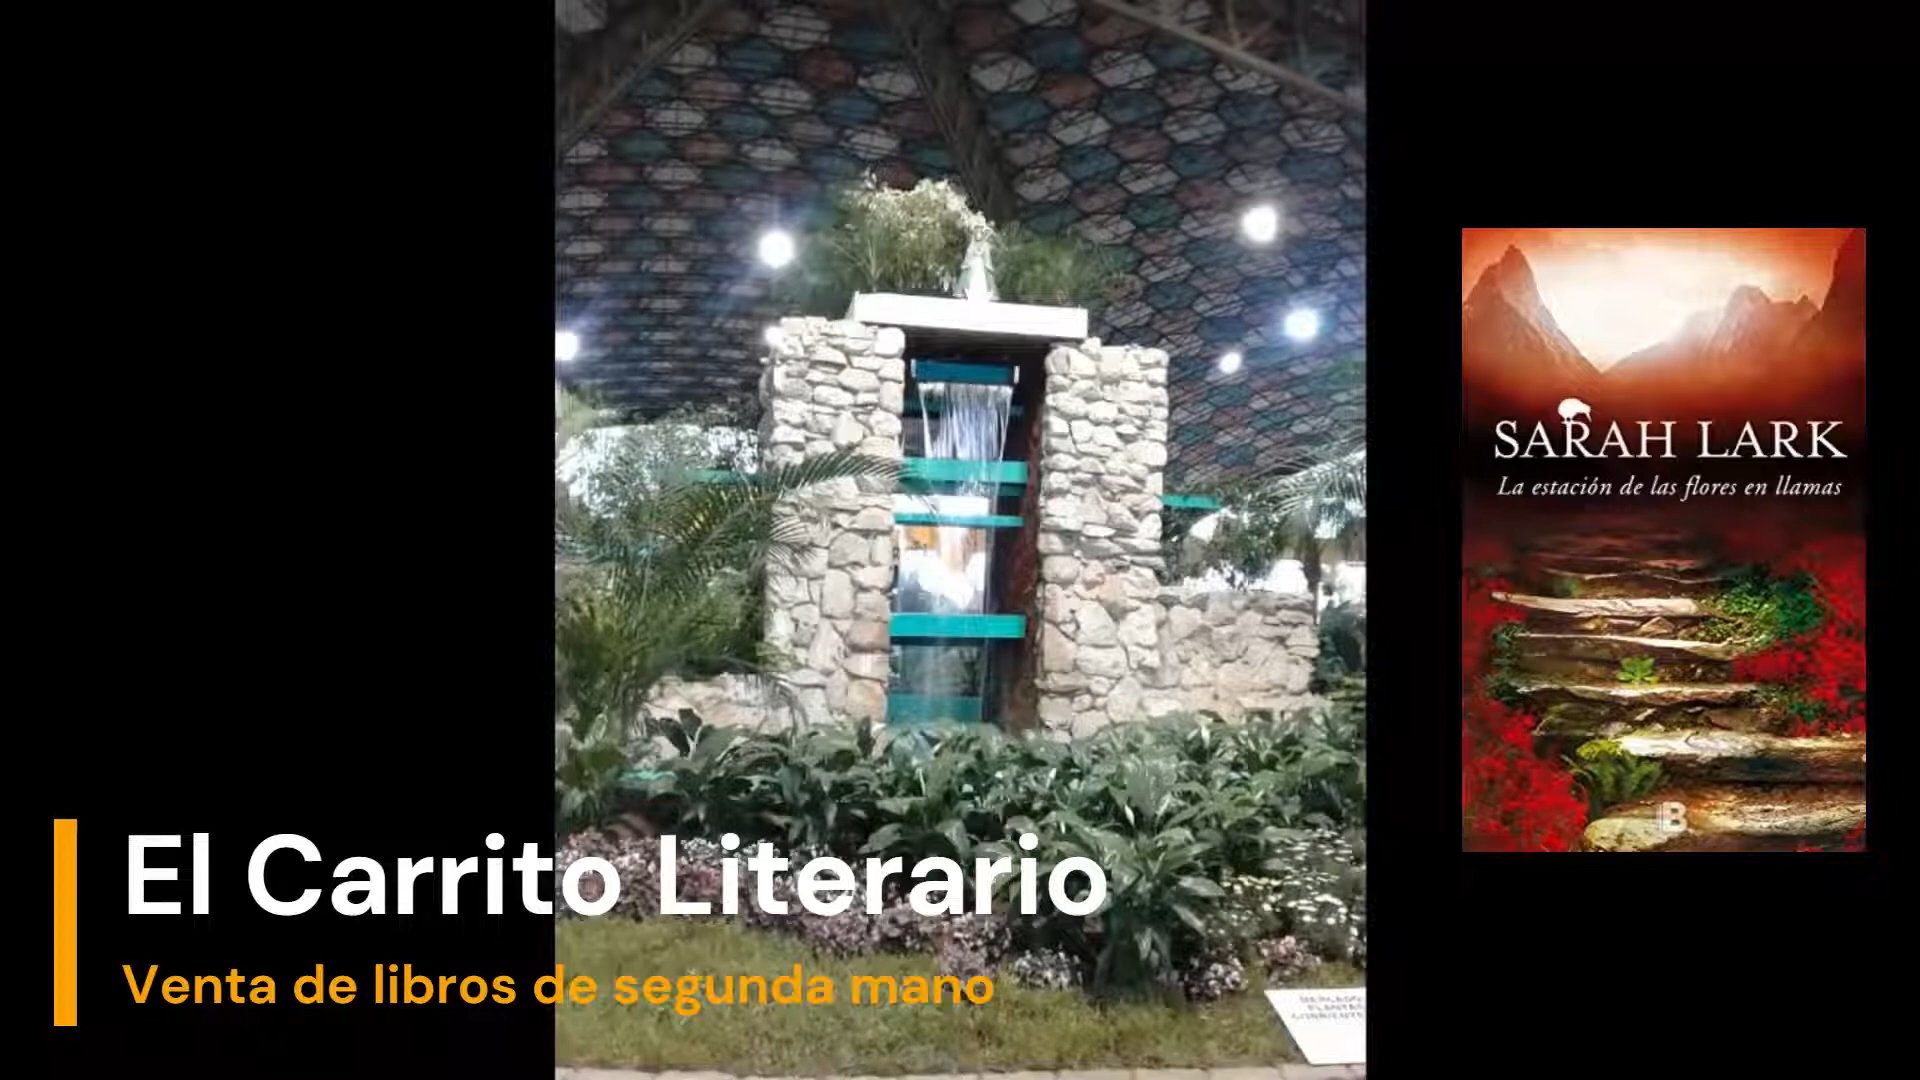 SARAH LARK
La estación de las flores en llamas
B
El Carrito Literario
Venta de libros de segunda mano